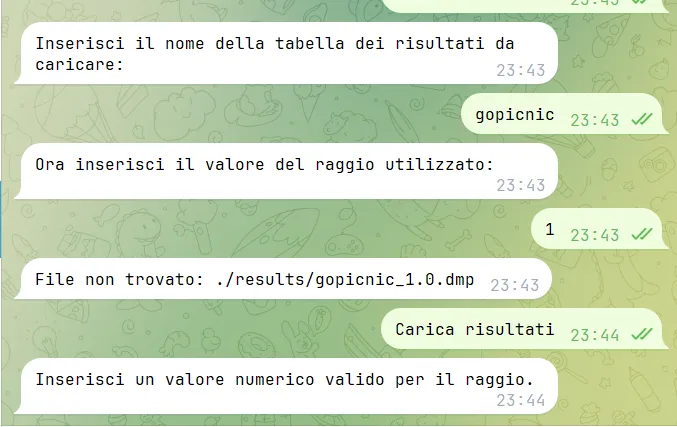 23:43
Inserisci il nome della tabella dei risultati da
caricare:
23:43
gopicnic 23:43
Ora inserisci il valore del raggio utilizzato:
23:43
1 23:43
File non trovato: ./results/gopicnic_1.0.dmp 23:43
Carica risultati 23:44
Inserisci un valore numerico valido per il raggio.
23:44